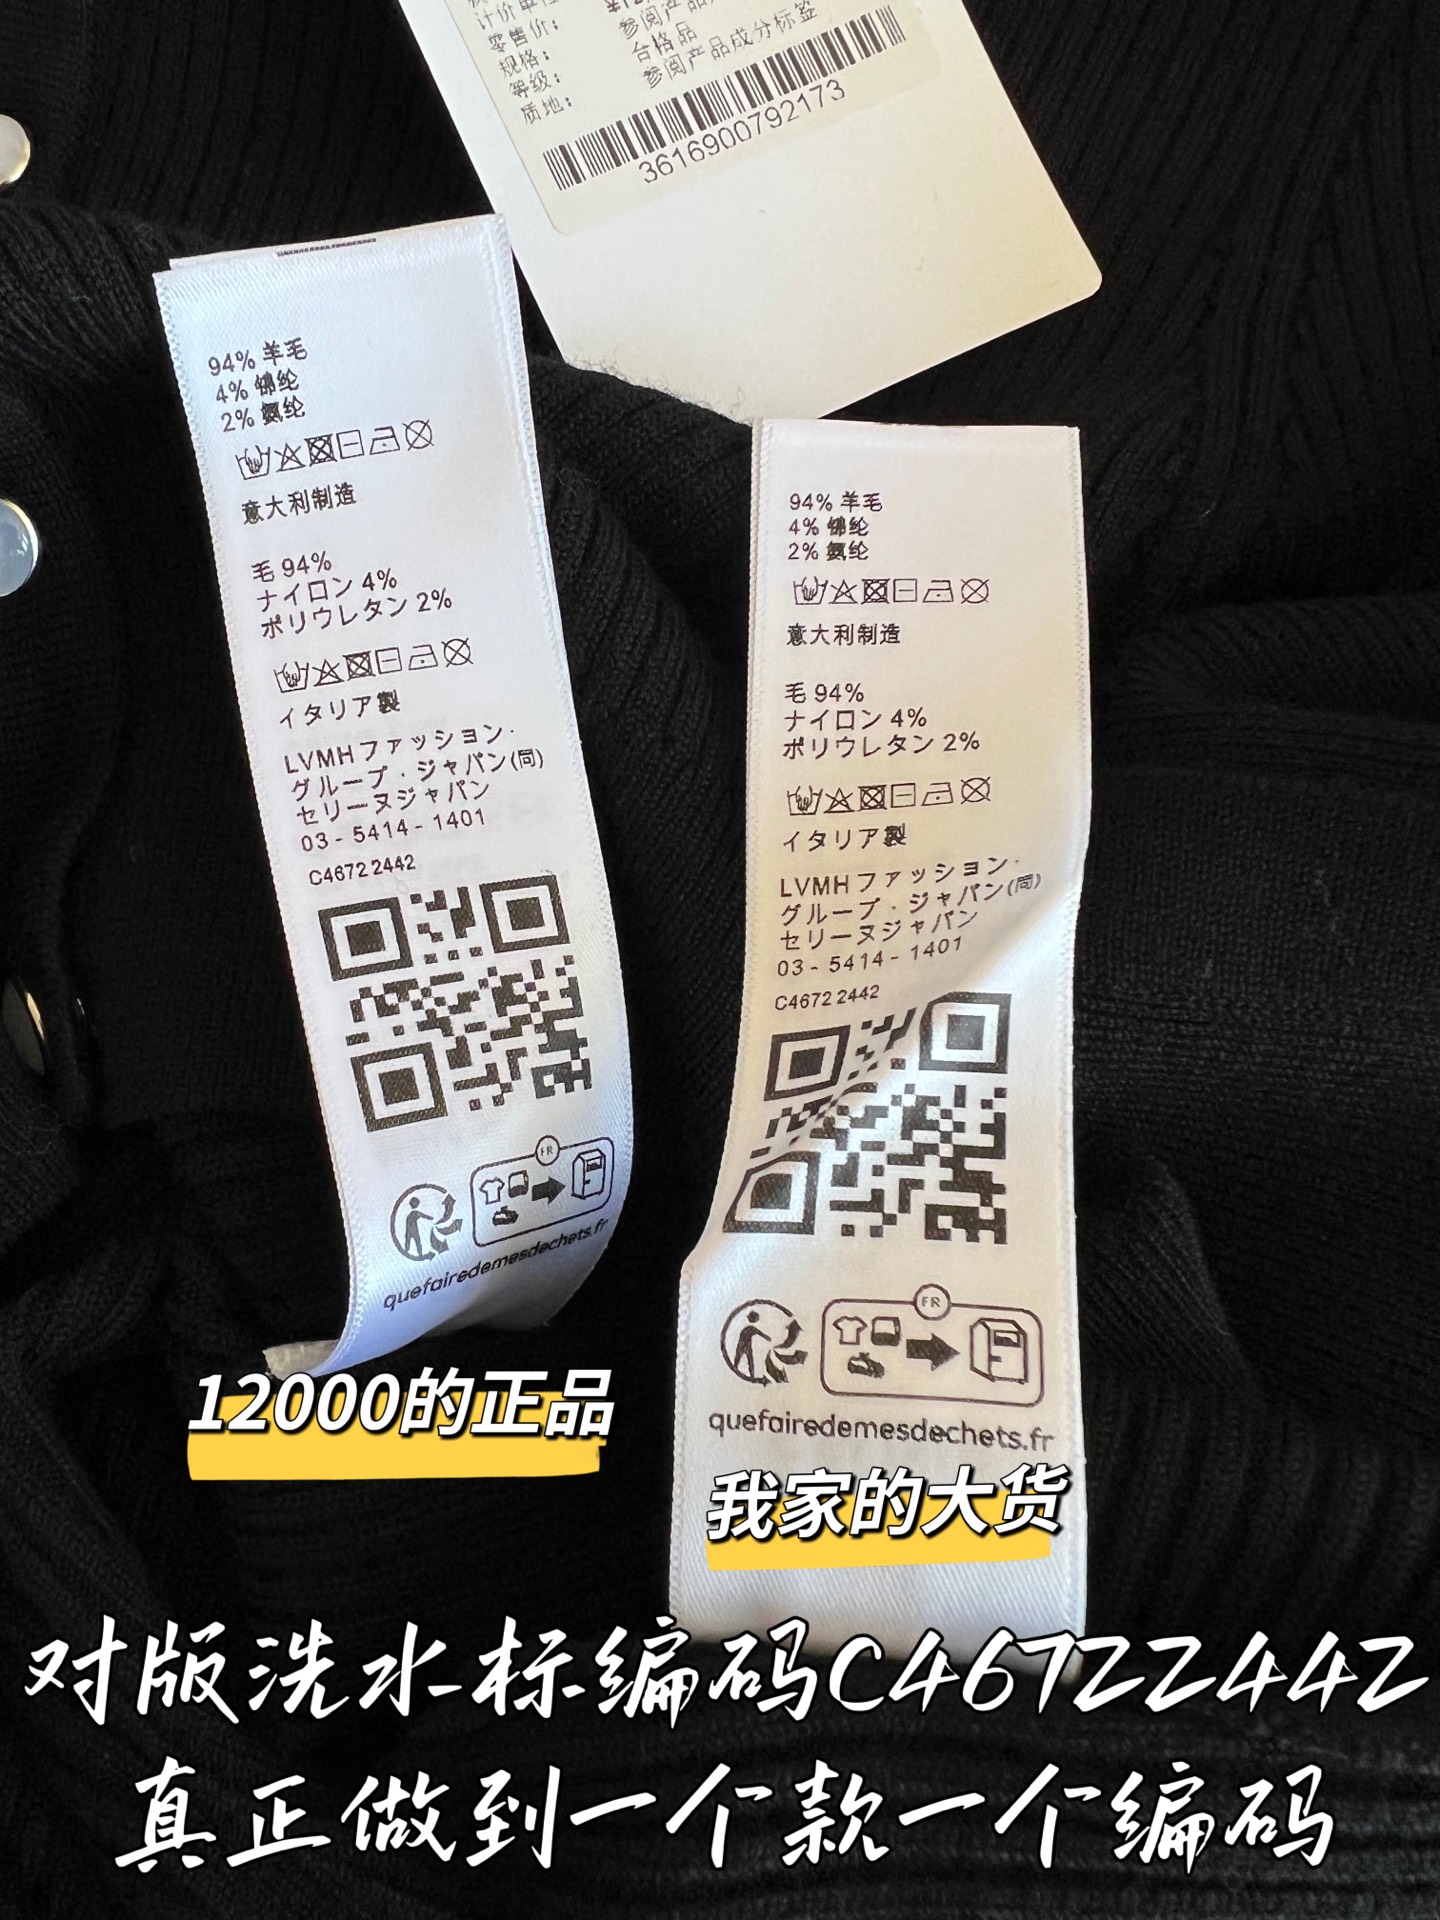 计价单位
零售价:
规格: 参阅产品
等级: 合格品
质地: 参阅产品成分标签
3616900792173
94% 羊毛
4% 锦纶
2% 氨纶
意大利制造
毛 94%
ナイロン 4%
ポリウレタン 2%
イタリア製
LVMHファッション・
グループ・ジャパン(同)
セリーヌジャパン
03-5414-1401
C4672 2442
FR
quefairedemesdechets.fr
12000的正品
94% 羊毛
4% 锦纶
2% 氨纶
意大利制造
毛 94%
ナイロン 4%
ポリウレタン 2%
イタリア製
LVMHファッション・
グループ・ジャパン(同)
セリーヌジャパン
03-5414-1401
C4672 2442
FR
quefairedemesdechets.fr
我家的大货
对版洗水标编码C46722442
真正做到一个款一个编码